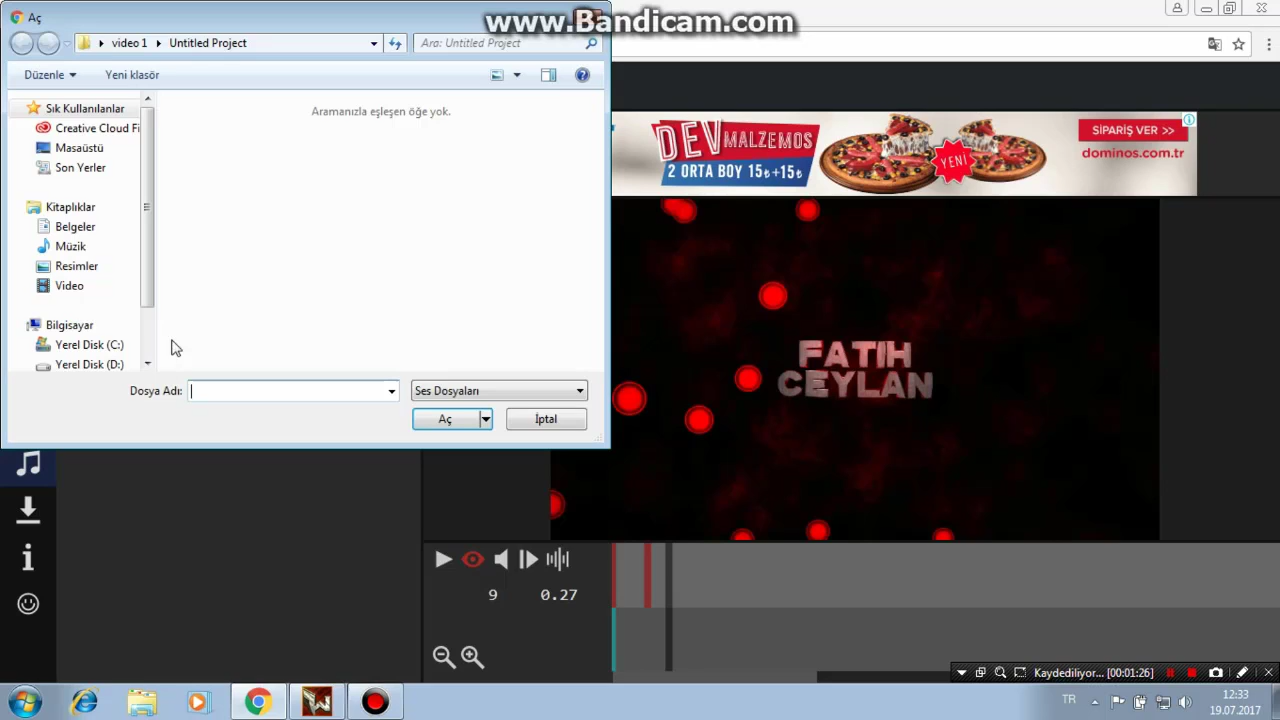 Aç
www.Bandicam.com
video 1
Untitled Project
Ara: Untitled Project
Düzenle
Yeni klasör
Sık Kullanılanlar
Creative Cloud Fi
Masaüstü
Son Yerler
Kitaplıklar
Belgeler
Müzik
Resimler
Video
Bilgisayar
Yerel Disk (C:)
Yerel Disk (D:)
Aramanızla eşleşen öğe yok.
Dosya Adı:
Ses Dosyaları
Aç
İptal
DEV MALZEMOS
2 ORTA BOY 15₺+15₺
YENİ
SİPARİŞ VER >>
dominos.com.tr
FATIH
CEYLAN
9
0.27
Kaydediliyor... [00:01:26]
TR
12:33
19.07.2017